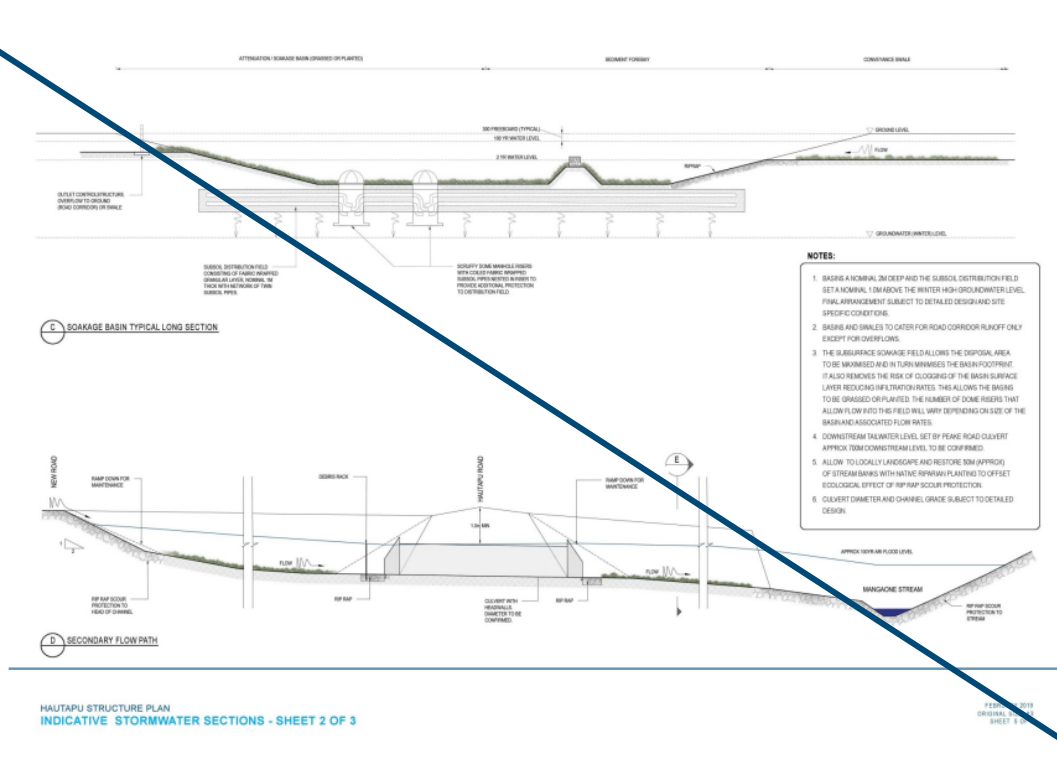 ATTENUATION / SOAKAGE BASIN (GRASSED OR PLANTED)
SEDIMENT FOREBAY
CONVEYANCE SWALE
300 FREEBOARD (TYPICAL)
100 YR WATER LEVEL
2 YR WATER LEVEL
GROUND LEVEL
FLOW
RIPRAP
OUTLET CONTROL STRUCTURE.
OVERFLOW TO GROUND
(ROAD CORRIDOR) OR SWALE
GROUNDWATER (WINTER) LEVEL
SUBSOIL DISTRIBUTION FIELD
CONSISTING OF FABRIC WRAPPED
GRANULAR LAYER, NOMINAL 1M
THICK WITH NETWORK OF TWIN
SUBSOIL PIPES.
SCRUFFY DOME MANHOLE RISERS
WITH COILED FABRIC WRAPPED
SUBSOIL PIPES NESTED IN RISER TO
PROVIDE ADDITIONAL PROTECTION
TO DISTRIBUTION FIELD.
C SOAKAGE BASIN TYPICAL LONG SECTION
NOTES:
1. BASINS A NOMINAL 2M DEEP AND THE SUBSOIL DISTRIBUTION FIELD
SET A NOMINAL 1.0M ABOVE THE WINTER HIGH GROUNDWATER LEVEL.
FINAL ARRANGEMENT SUBJECT TO DETAILED DESIGN AND SITE
SPECIFIC CONDITIONS.
2. BASINS AND SWALES TO CATER FOR ROAD CORRIDOR RUNOFF ONLY
EXCEPT FOR OVERFLOWS.
3. THE SUBSURFACE SOAKAGE FIELD ALLOWS THE DISPOSAL AREA
TO BE MAXIMISED AND IN TURN MINIMISES THE BASIN FOOTPRINT.
IT ALSO REMOVES THE RISK OF CLOGGING OF THE BASIN SURFACE
LAYER REDUCING INFILTRATION RATES. THIS ALLOWS THE BASINS
TO BE GRASSED OR PLANTED. THE NUMBER OF DOME RISERS THAT
ALLOW FLOW INTO THIS FIELD WILL VARY DEPENDING ON SIZE OF THE
BASIN AND ASSOCIATED FLOW RATES.
4. DOWNSTREAM TAILWATER LEVEL SET BY PEAKE ROAD CULVERT
APPROX 700M DOWNSTREAM LEVEL TO BE CONFIRMED.
5. ALLOW TO LOCALLY LANDSCAPE AND RESTORE 50M (APPROX)
OF STREAM BANKS WITH NATIVE RIPARIAN PLANTING TO OFFSET
ECOLOGICAL EFFECT OF RIP RAP SCOUR PROTECTION.
6. CULVERT DIAMETER AND CHANNEL GRADE SUBJECT TO DETAILED
DESIGN.
NEW ROAD
RAMP DOWN FOR
MAINTENANCE
DEBRIS RACK
HAUTAPU ROAD
RAMP DOWN FOR
MAINTENANCE
E
1.0m MIN
1
2
FLOW
FLOW
APPROX 100YR ARI FLOOD LEVEL
MANGAONE STREAM
RIP RAP SCOUR
PROTECTION TO
HEAD OF CHANNEL
RIP RAP
CULVERT WITH
HEADWALLS
DIAMETER TO BE
CONFIRMED.
RIP RAP
RIP RAP SCOUR
PROTECTION TO
STREAM
D SECONDARY FLOW PATH
HAUTAPU STRUCTURE PLAN
INDICATIVE STORMWATER SECTIONS - SHEET 2 OF 3
2019
ORIGINAL
SHEET 5